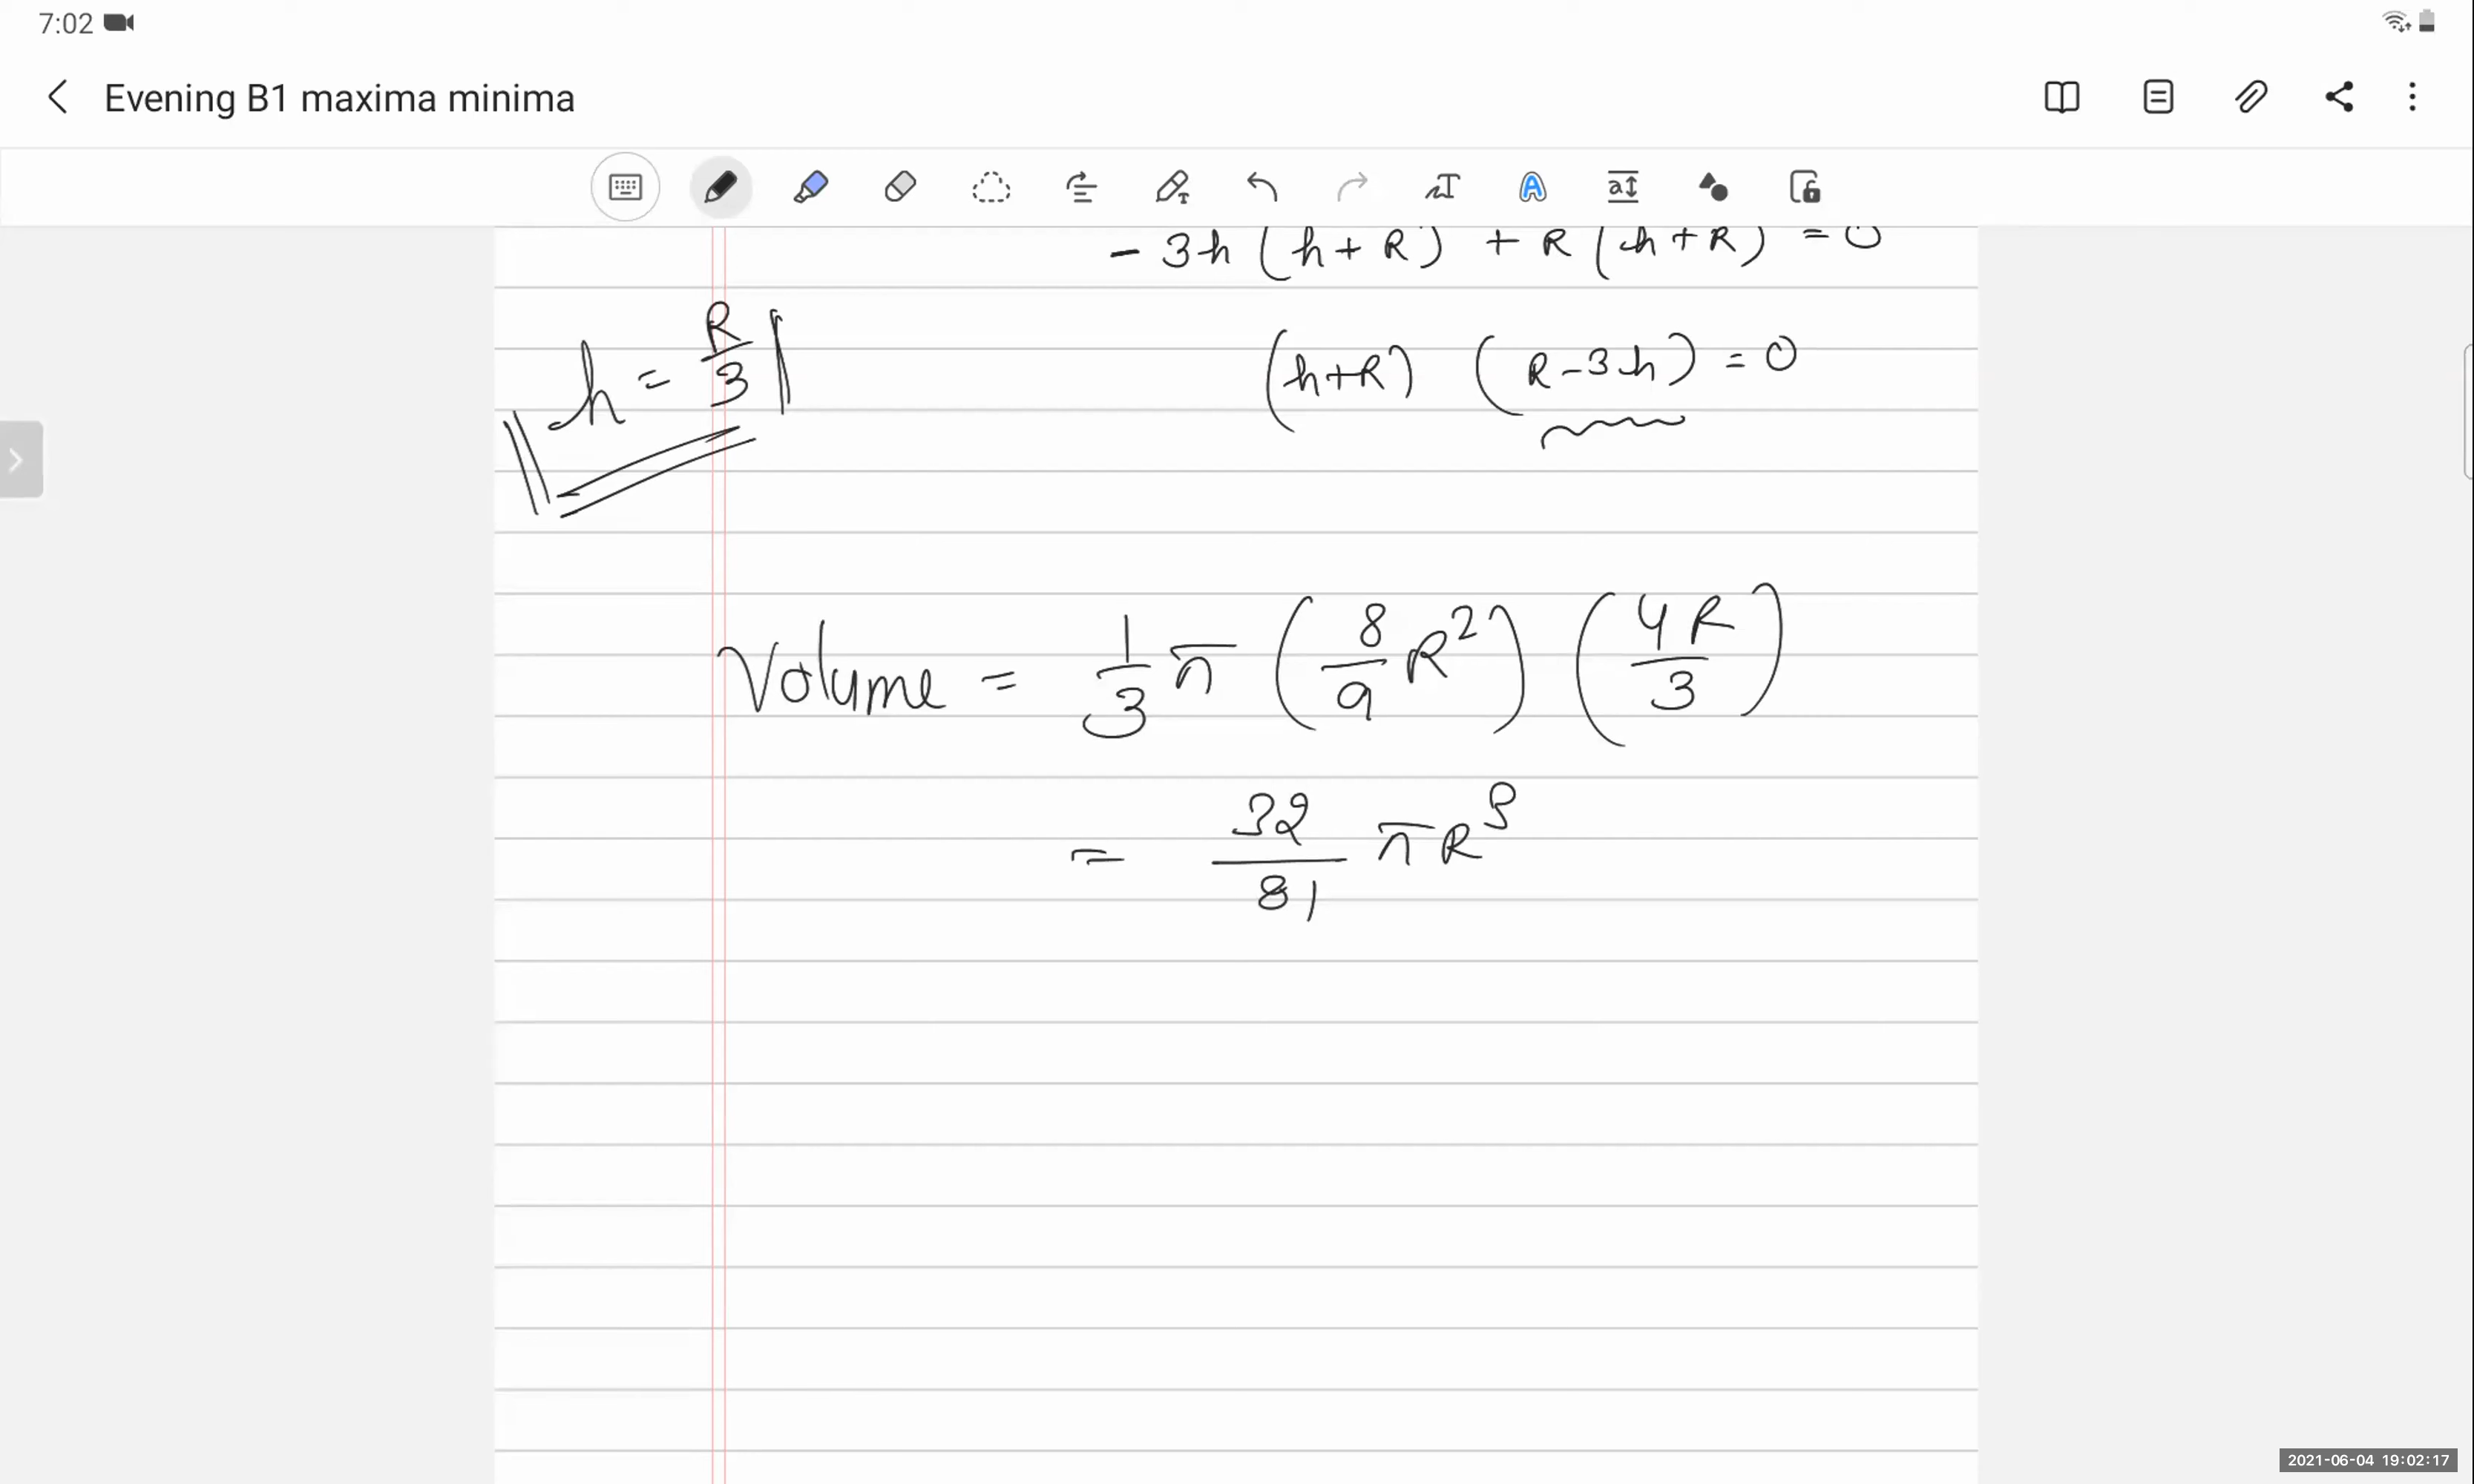 7:02
Evening B1 maxima minima
- 3h (h + R) + R (h + R) = 0
h = R/3
(h+R) (R-3h) = 0
Volume = 1/3 π (8/9 R²) (4R/3)
= 32/81 πR³
2021-06-04 19:02:17